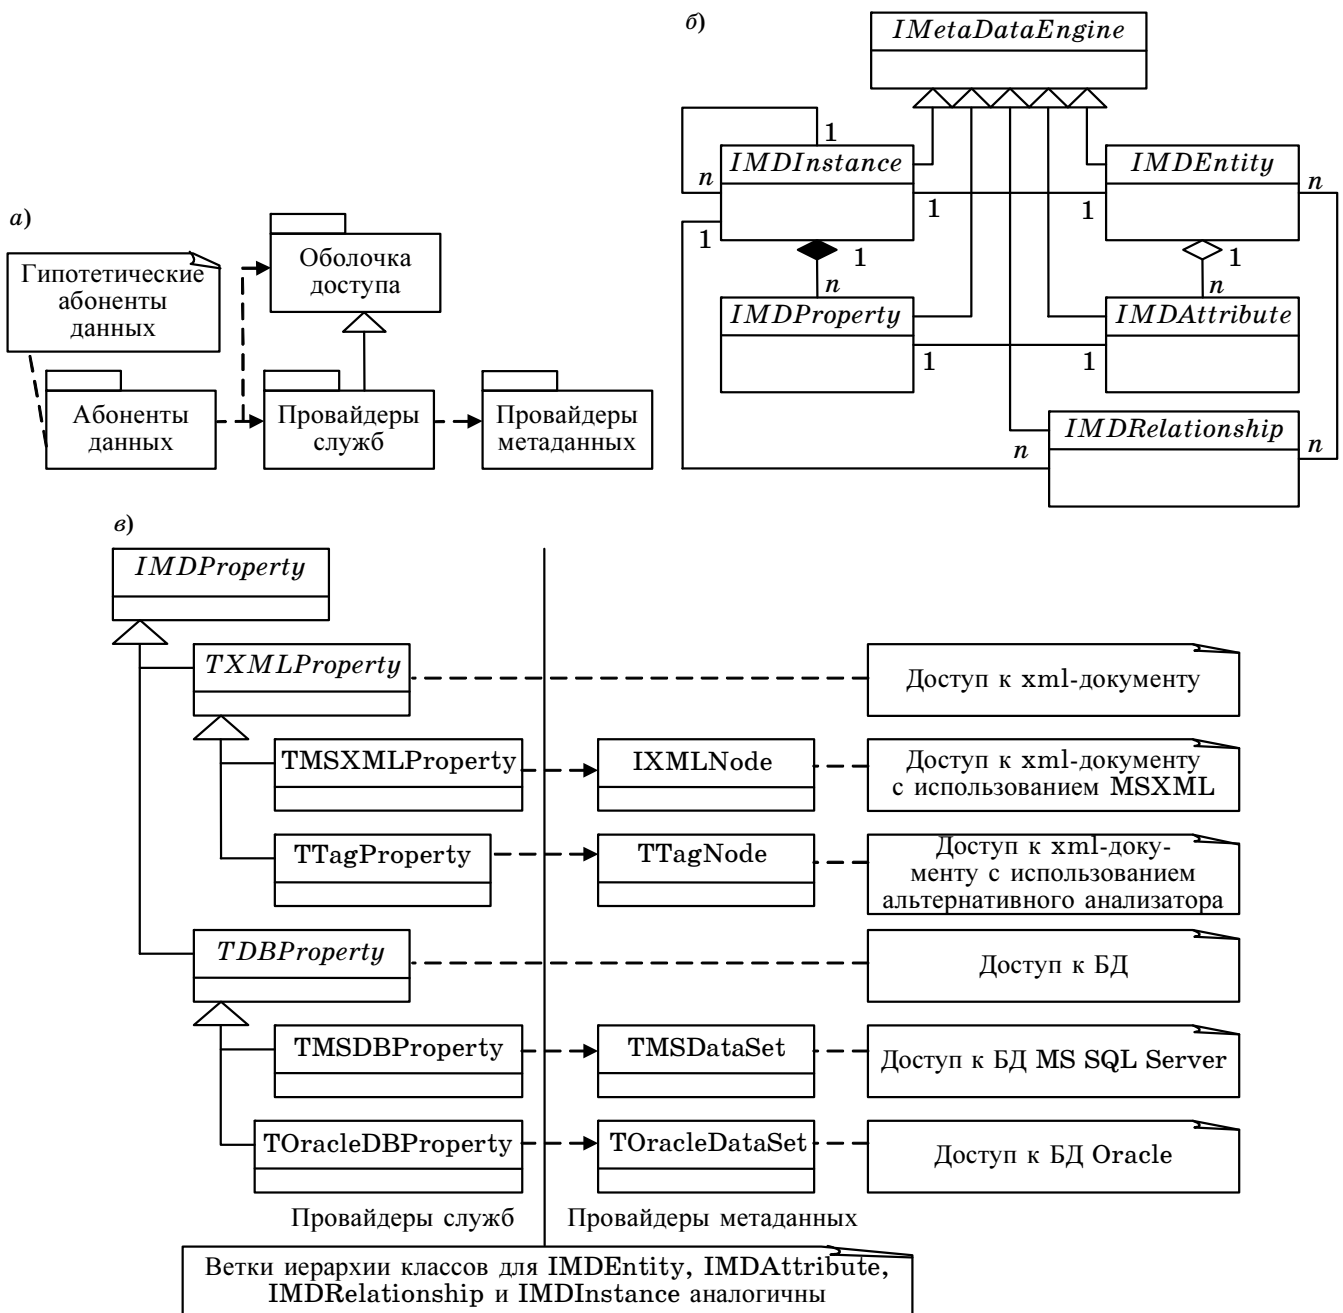 а)
Гипотетические
абоненты
данных
Оболочка
доступа
Абоненты
данных
Провайдеры
служб
Провайдеры
метаданных
б)
IMetaDataEngine
1
n
IMDInstance
IMDEntity
n
1
1
1
1
1
n
n
IMDProperty
IMDAttribute
1
1
IMDRelationship
n
n
в)
IMDProperty
TXMLProperty
Доступ к xml-документу
TMSXMLProperty
IXMLNode
Доступ к xml-документу
с использованием MSXML
TTagProperty
TTagNode
Доступ к xml-доку-
менту с использованием
альтернативного анализатора
TDBProperty
Доступ к БД
TMSDBProperty
TMSDataSet
Доступ к БД MS SQL Server
TOracleDBProperty
TOracleDataSet
Доступ к БД Oracle
Провайдеры служб
Провайдеры метаданных
Ветки иерархии классов для IMDEntity, IMDAttribute,
IMDRelationship и IMDInstance аналогичны